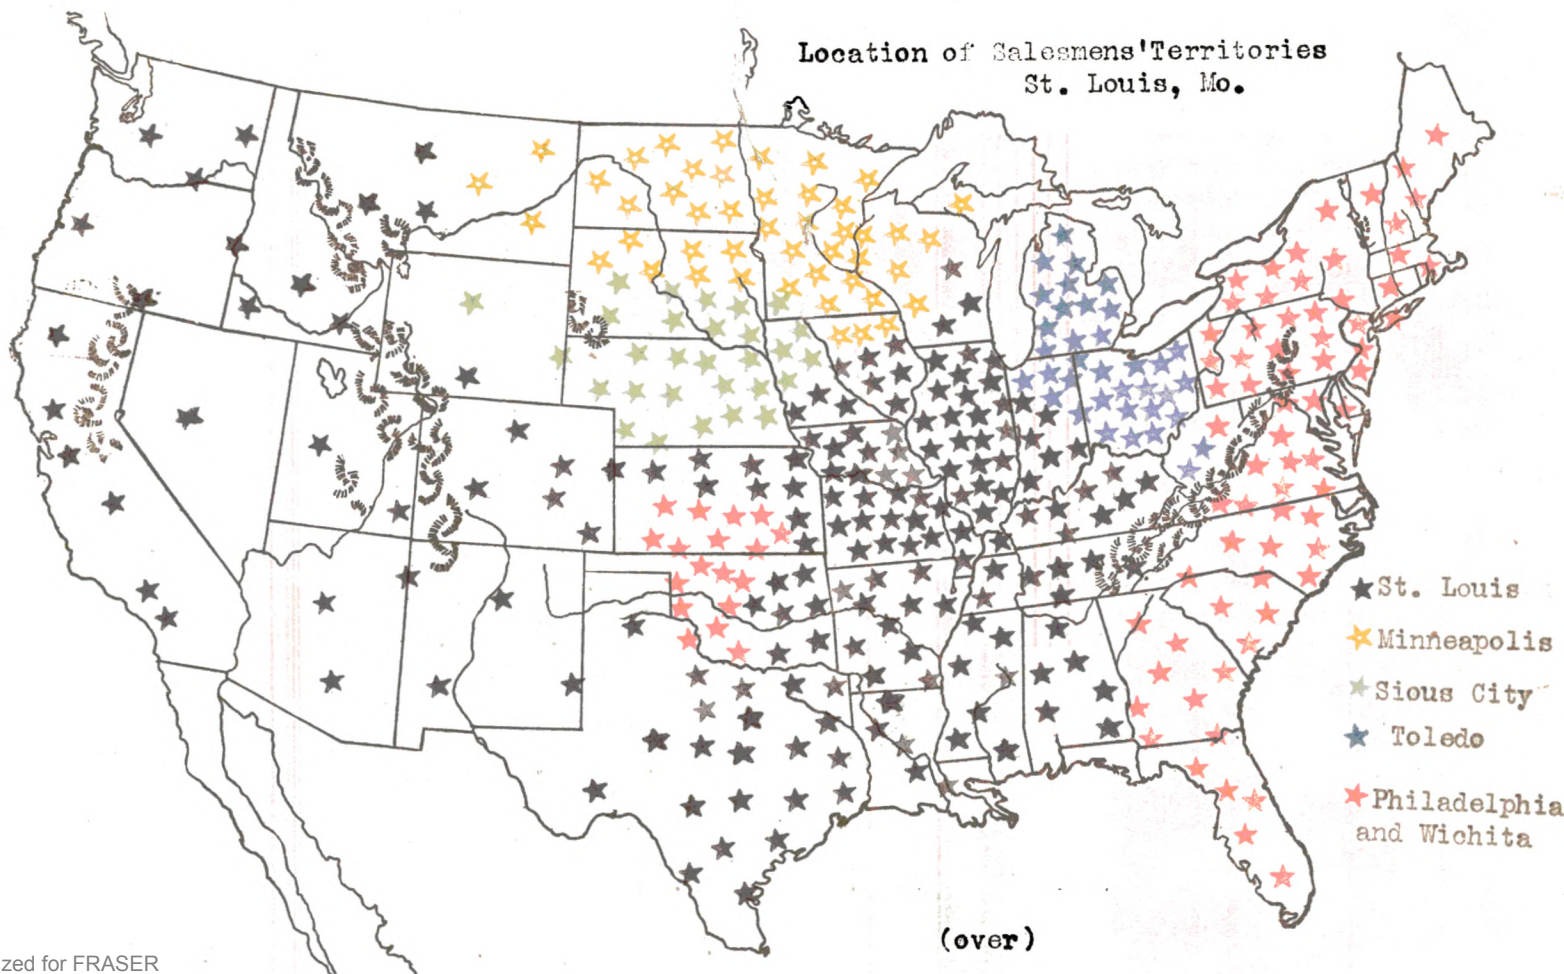 Location of Salesmens'Territories
St. Louis, Mo.
St. Louis
Minneapolis
Sious City
Toledo
Philadelphia
and Wichita
(over)
zed for FRASER